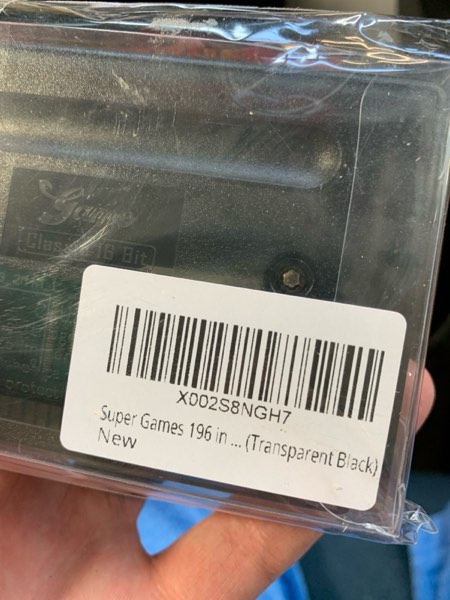 Games
Classic 16 Bit
X002S8NGH7
Super Games 196 in ... (Transparent Black)
New